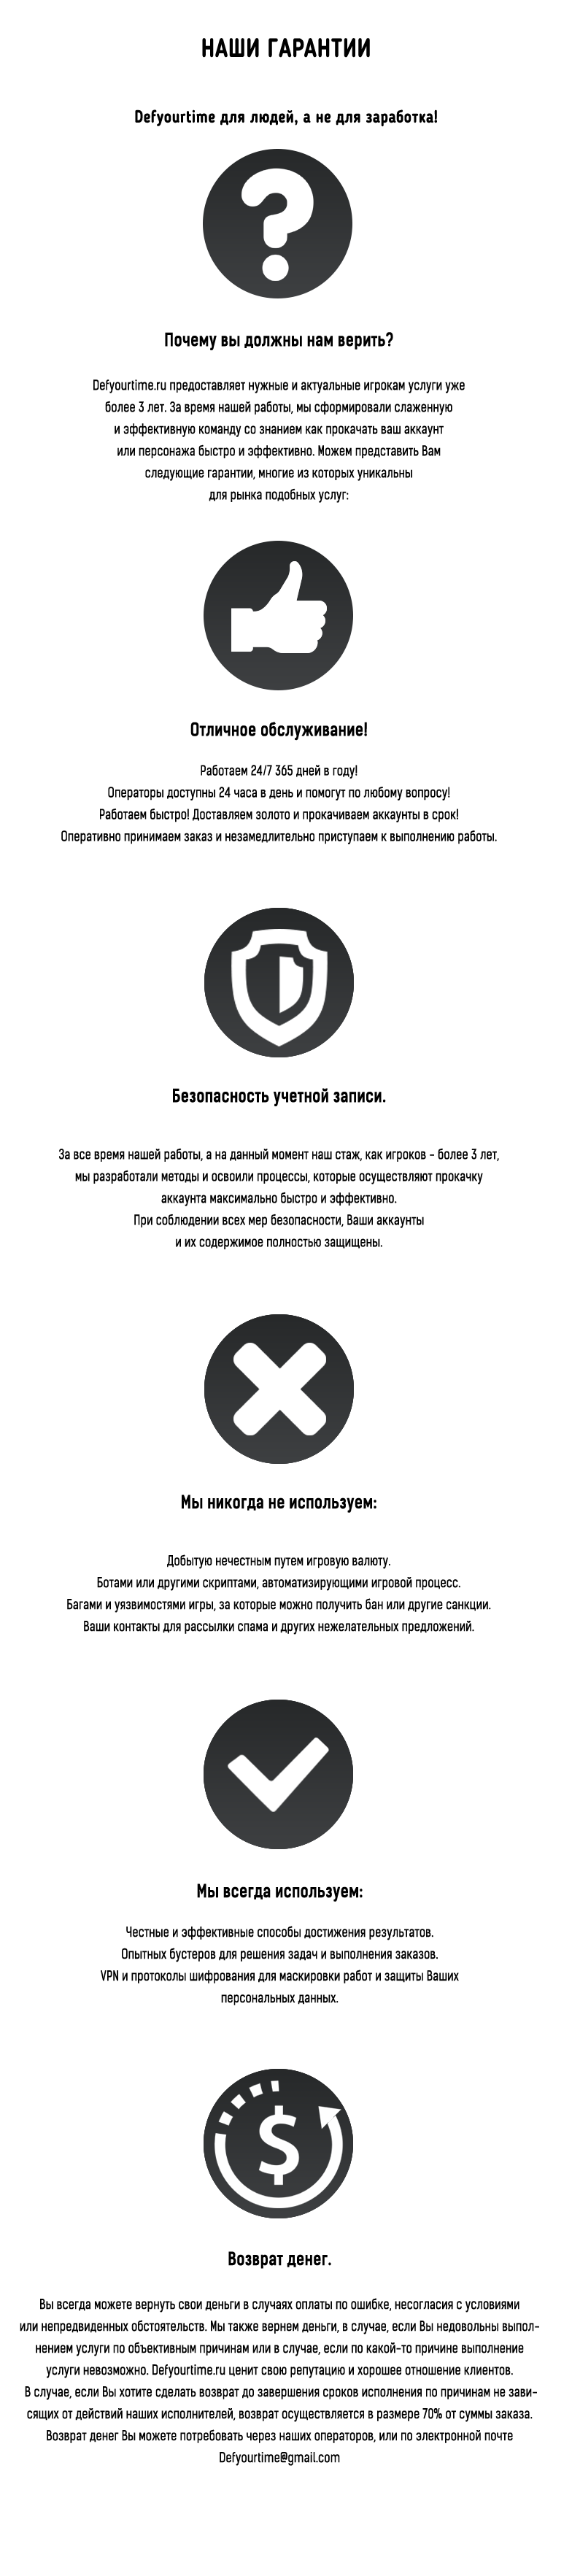 НАШИ ГАРАНТИИ
Defyourtime для людей, а не для заработка!
Почему вы должны нам верить?
Defyourtime.ru предоставляет нужные и актуальные игрокам услуги уже
более 3 лет. За время нашей работы, мы сформировали слаженную
и эффективную команду со знанием как прокачать ваш аккаунт
или персонажа быстро и эффективно. Можем представить Вам
следующие гарантии, многие из которых уникальны
для рынка подобных услуг:
Отличное обслуживание!
Работаем 24/7 365 дней в году!
Операторы доступны 24 часа в день и помогут по любому вопросу!
Работаем быстро! Доставляем золото и прокачиваем аккаунты в срок!
Оперативно принимаем заказ и незамедлительно приступаем к выполнению работы.
Безопасность учетной записи.
За все время нашей работы, а на данный момент наш стаж, как игроков - более 3 лет,
мы разработали методы и освоили процессы, которые осуществляют прокачку
аккаунта максимально быстро и эффективно.
При соблюдении всех мер безопасности, Ваши аккаунты
и их содержимое полностью защищены.
Мы никогда не используем:
Добытую нечестным путем игровую валюту.
Ботами или другими скриптами, автоматизирующими игровой процесс.
Багами и уязвимостями игры, за которые можно получить бан или другие санкции.
Ваши контакты для рассылки спама и других нежелательных предложений.
Мы всегда используем:
Честные и эффективные способы достижения результатов.
Опытных бустеров для решения задач и выполнения заказов.
VPN и протоколы шифрования для маскировки работ и защиты Ваших
персональных данных.
$
Возврат денег.
Вы всегда можете вернуть свои деньги в случаях оплаты по ошибке, несогласия с условиями
или непредвиденных обстоятельств. Мы также вернем деньги, в случае, если Вы недовольны выпол-
нением услуги по объективным причинам или в случае, если по какой-то причине выполнение
услуги невозможно. Defyourtime.ru ценит свою репутацию и хорошее отношение клиентов.
В случае, если Вы хотите сделать возврат до завершения сроков исполнения по причинам не зави-
сящих от действий наших исполнителей, возврат осуществляется в размере 70% от суммы заказа.
Возврат денег Вы можете потребовать через наших операторов, или по электронной почте
Defyourtime@gmail.com